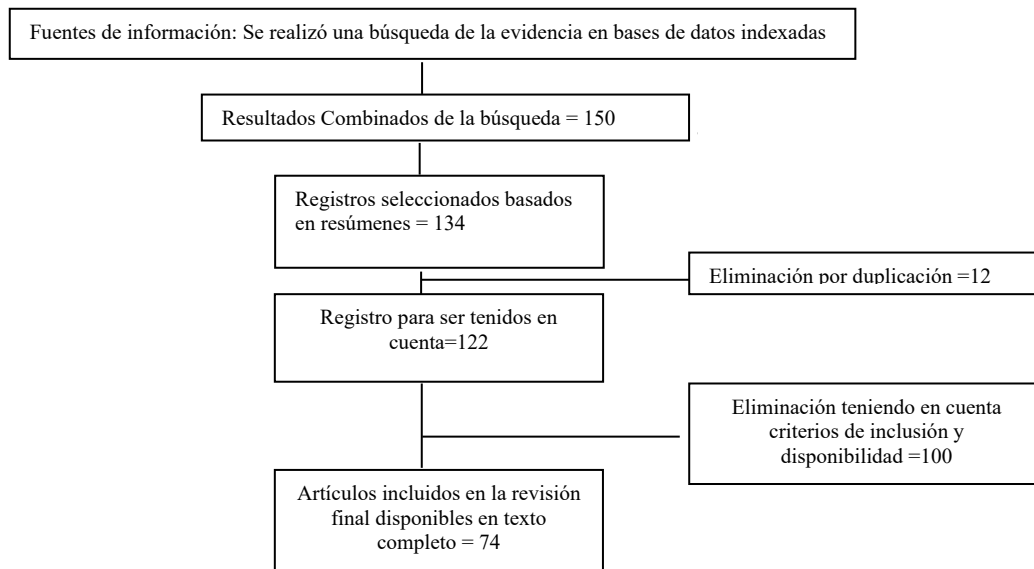 Fuentes de información: Se realizó una búsqueda de la evidencia en bases de datos indexadas
Resultados Combinados de la búsqueda = 150
Registros seleccionados basados
en resúmenes = 134
Eliminación por duplicación =12
Registro para ser tenidos en
cuenta=122
Eliminación teniendo en cuenta
criterios de inclusión y
disponibilidad =100
Artículos incluidos en la revisión
final disponibles en texto
completo = 74